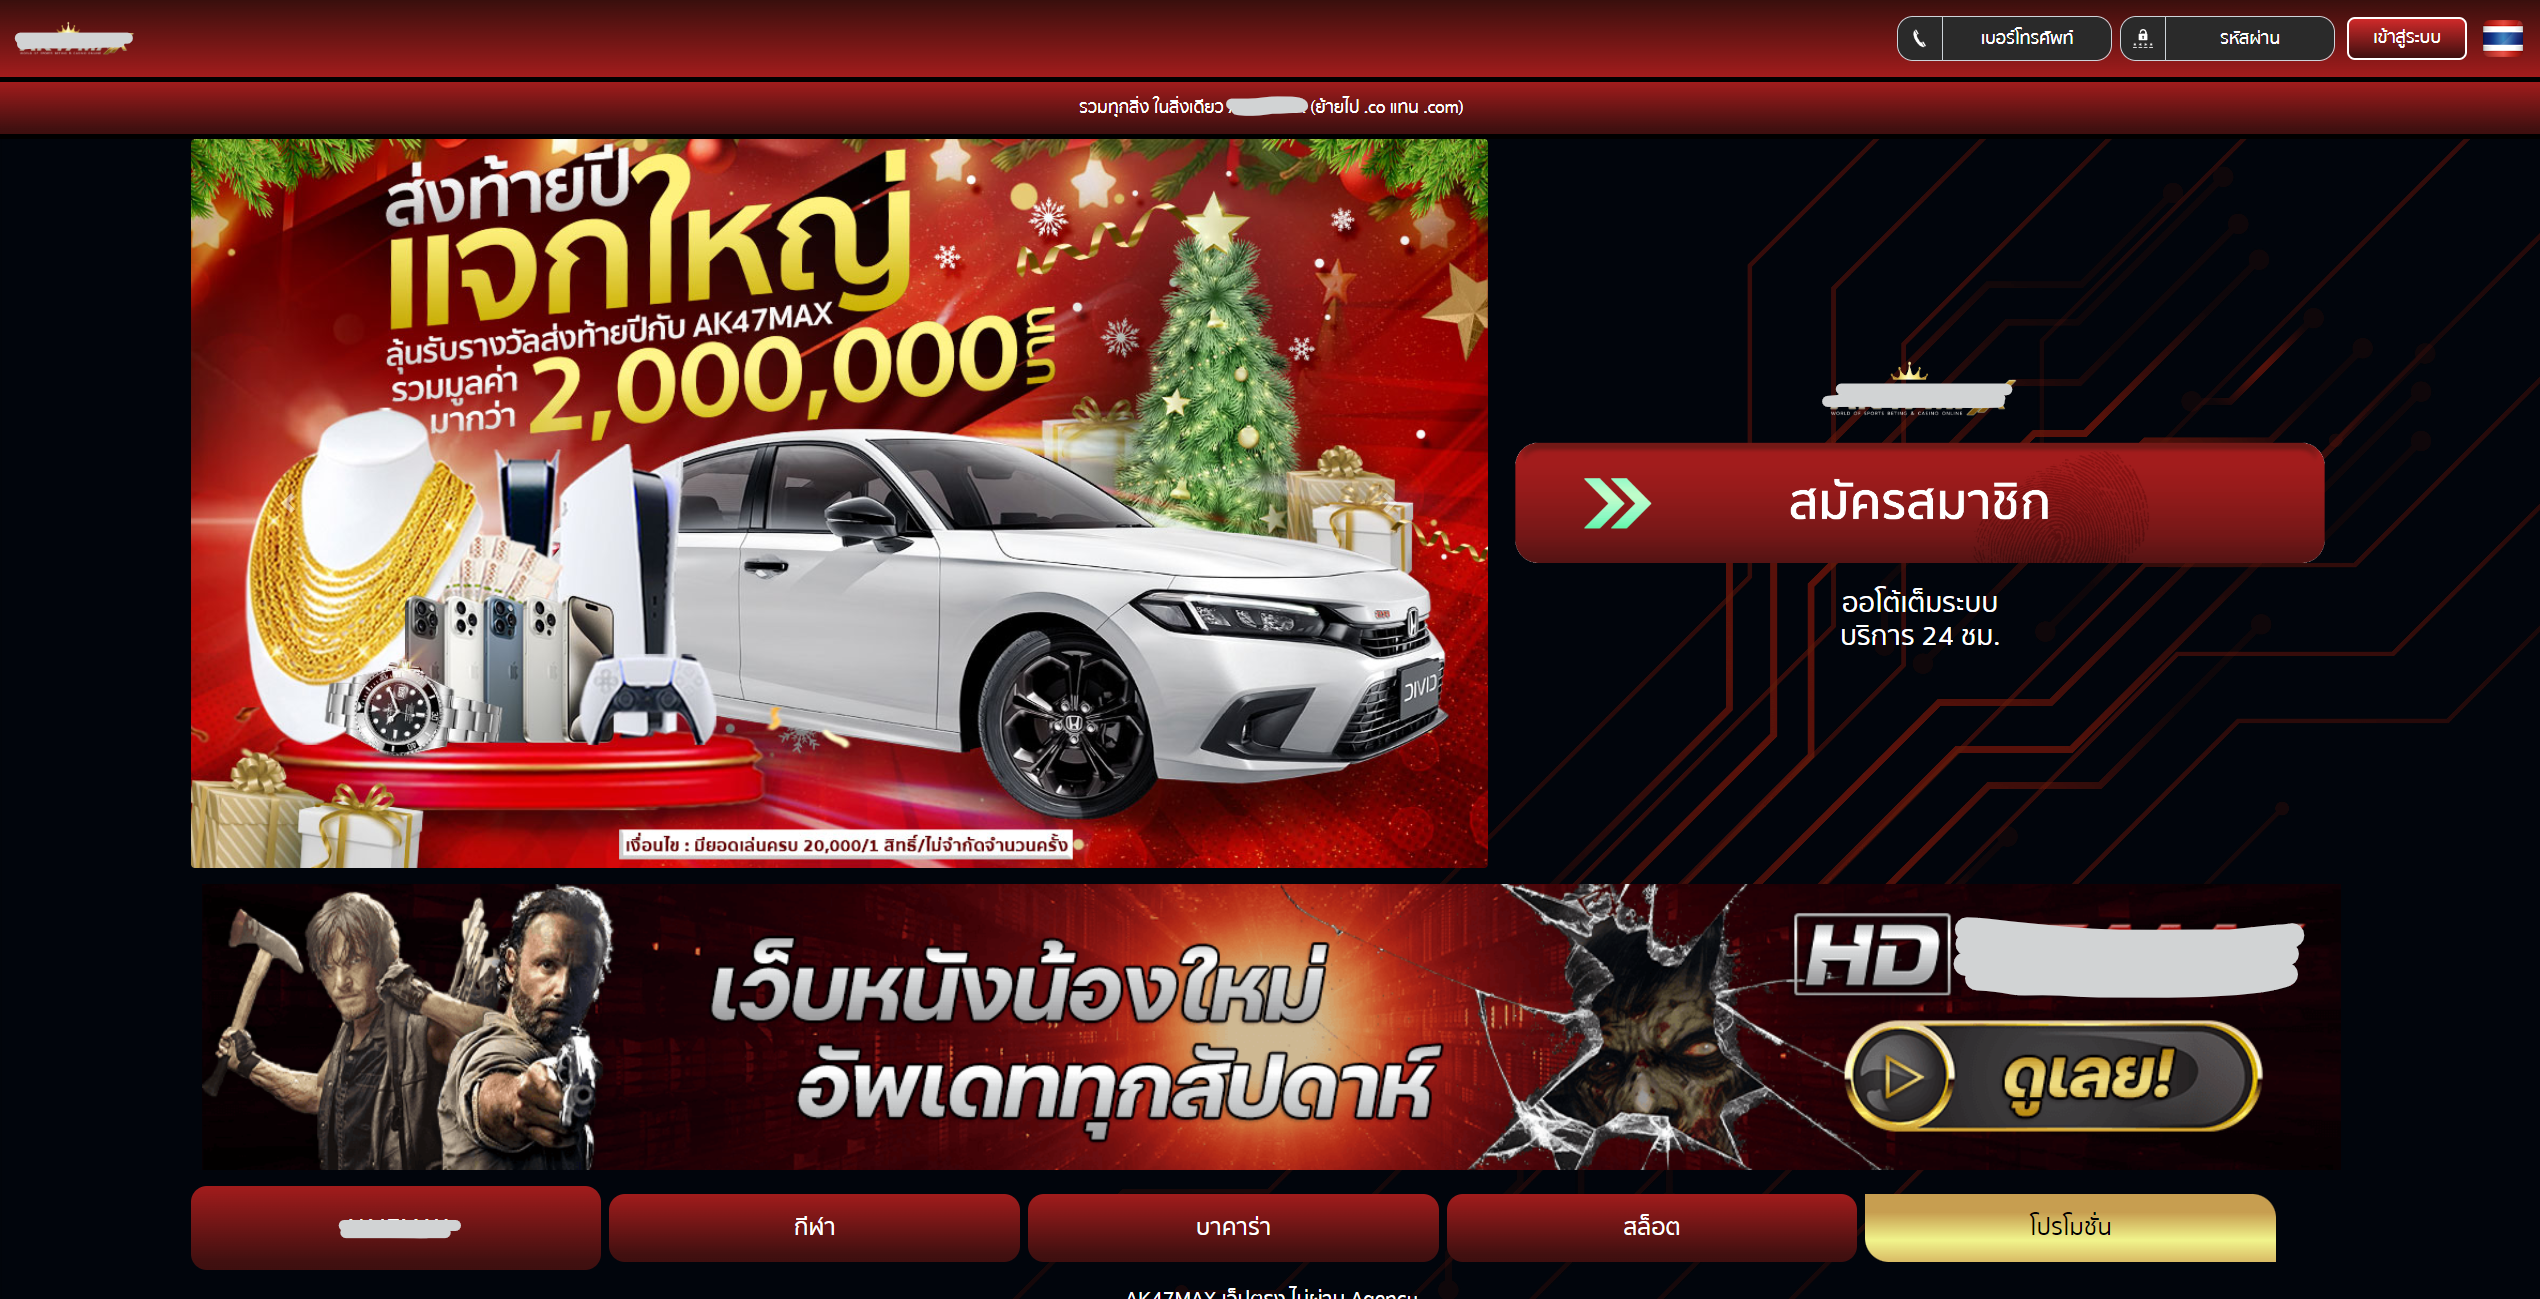 เบอร์โทรศัพท์
รหัสผ่าน
เข้าสู่ระบบ
รวมทุกสิ่ง ในสิ่งเดียว (ย้ายไป .co แทน .com)
ส่งท้ายปี
แจกใหญ่
ลุ้นรับรางวัลส่งท้ายปีกับ AK47MAX
รวมมูลค่า
มากว่า
2,000,000 บาท
CIVIC
เงื่อนไข : มียอดเล่นครบ 20,000/1 สิทธิ์/ไม่จำกัดจำนวนครั้ง
WORLD OF SPORTS BETING & CASINO ONLINE
สมัครสมาชิก
ออโต้เต็มระบบ
บริการ 24 ชม.
เว็บหนังน้องใหม่
อัพเดททุกสัปดาห์
HD
ดูเลย!
กีฬา
บาคาร่า
สล็อต
โปรโมชั่น
AK47MAX เว็ปตรง ไม่ผ่าน Agency